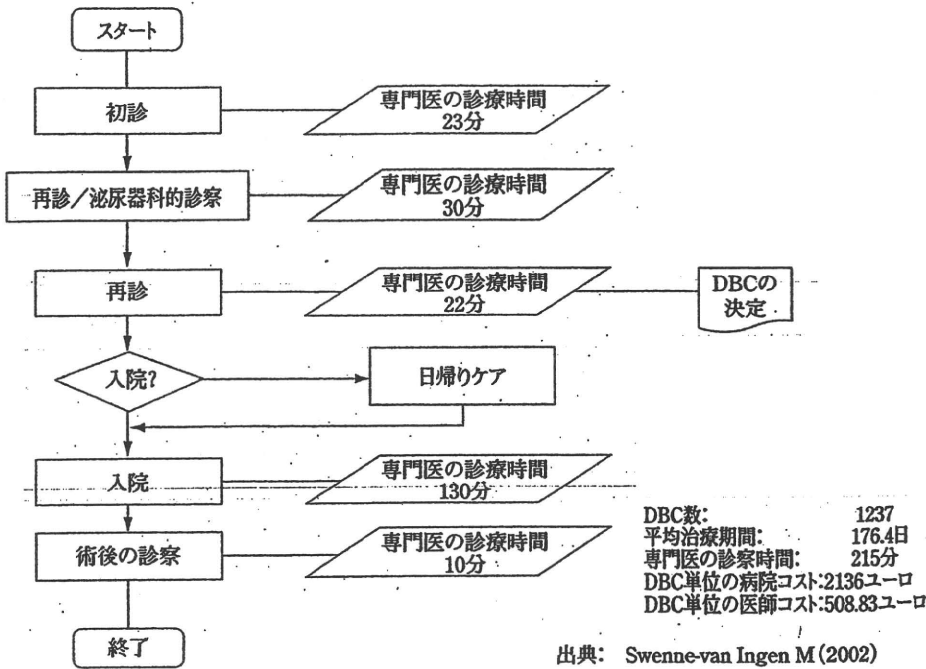 スタート
初診
専門医の診療時間
23分
再診／泌尿器科的診察
専門医の診療時間
30分
再診
専門医の診療時間
22分
DBCの
決定
入院?
日帰りケア
入院
専門医の診療時間
130分
術後の診察
専門医の診療時間
10分
終了
DBC数: 1237
平均治療期間: 176.4日
専門医の診察時間: 215分
DBC単位の病院コスト:2136ユーロ
DBC単位の医師コスト:508.83ユーロ
出典: Swenne-van Ingen M (2002)